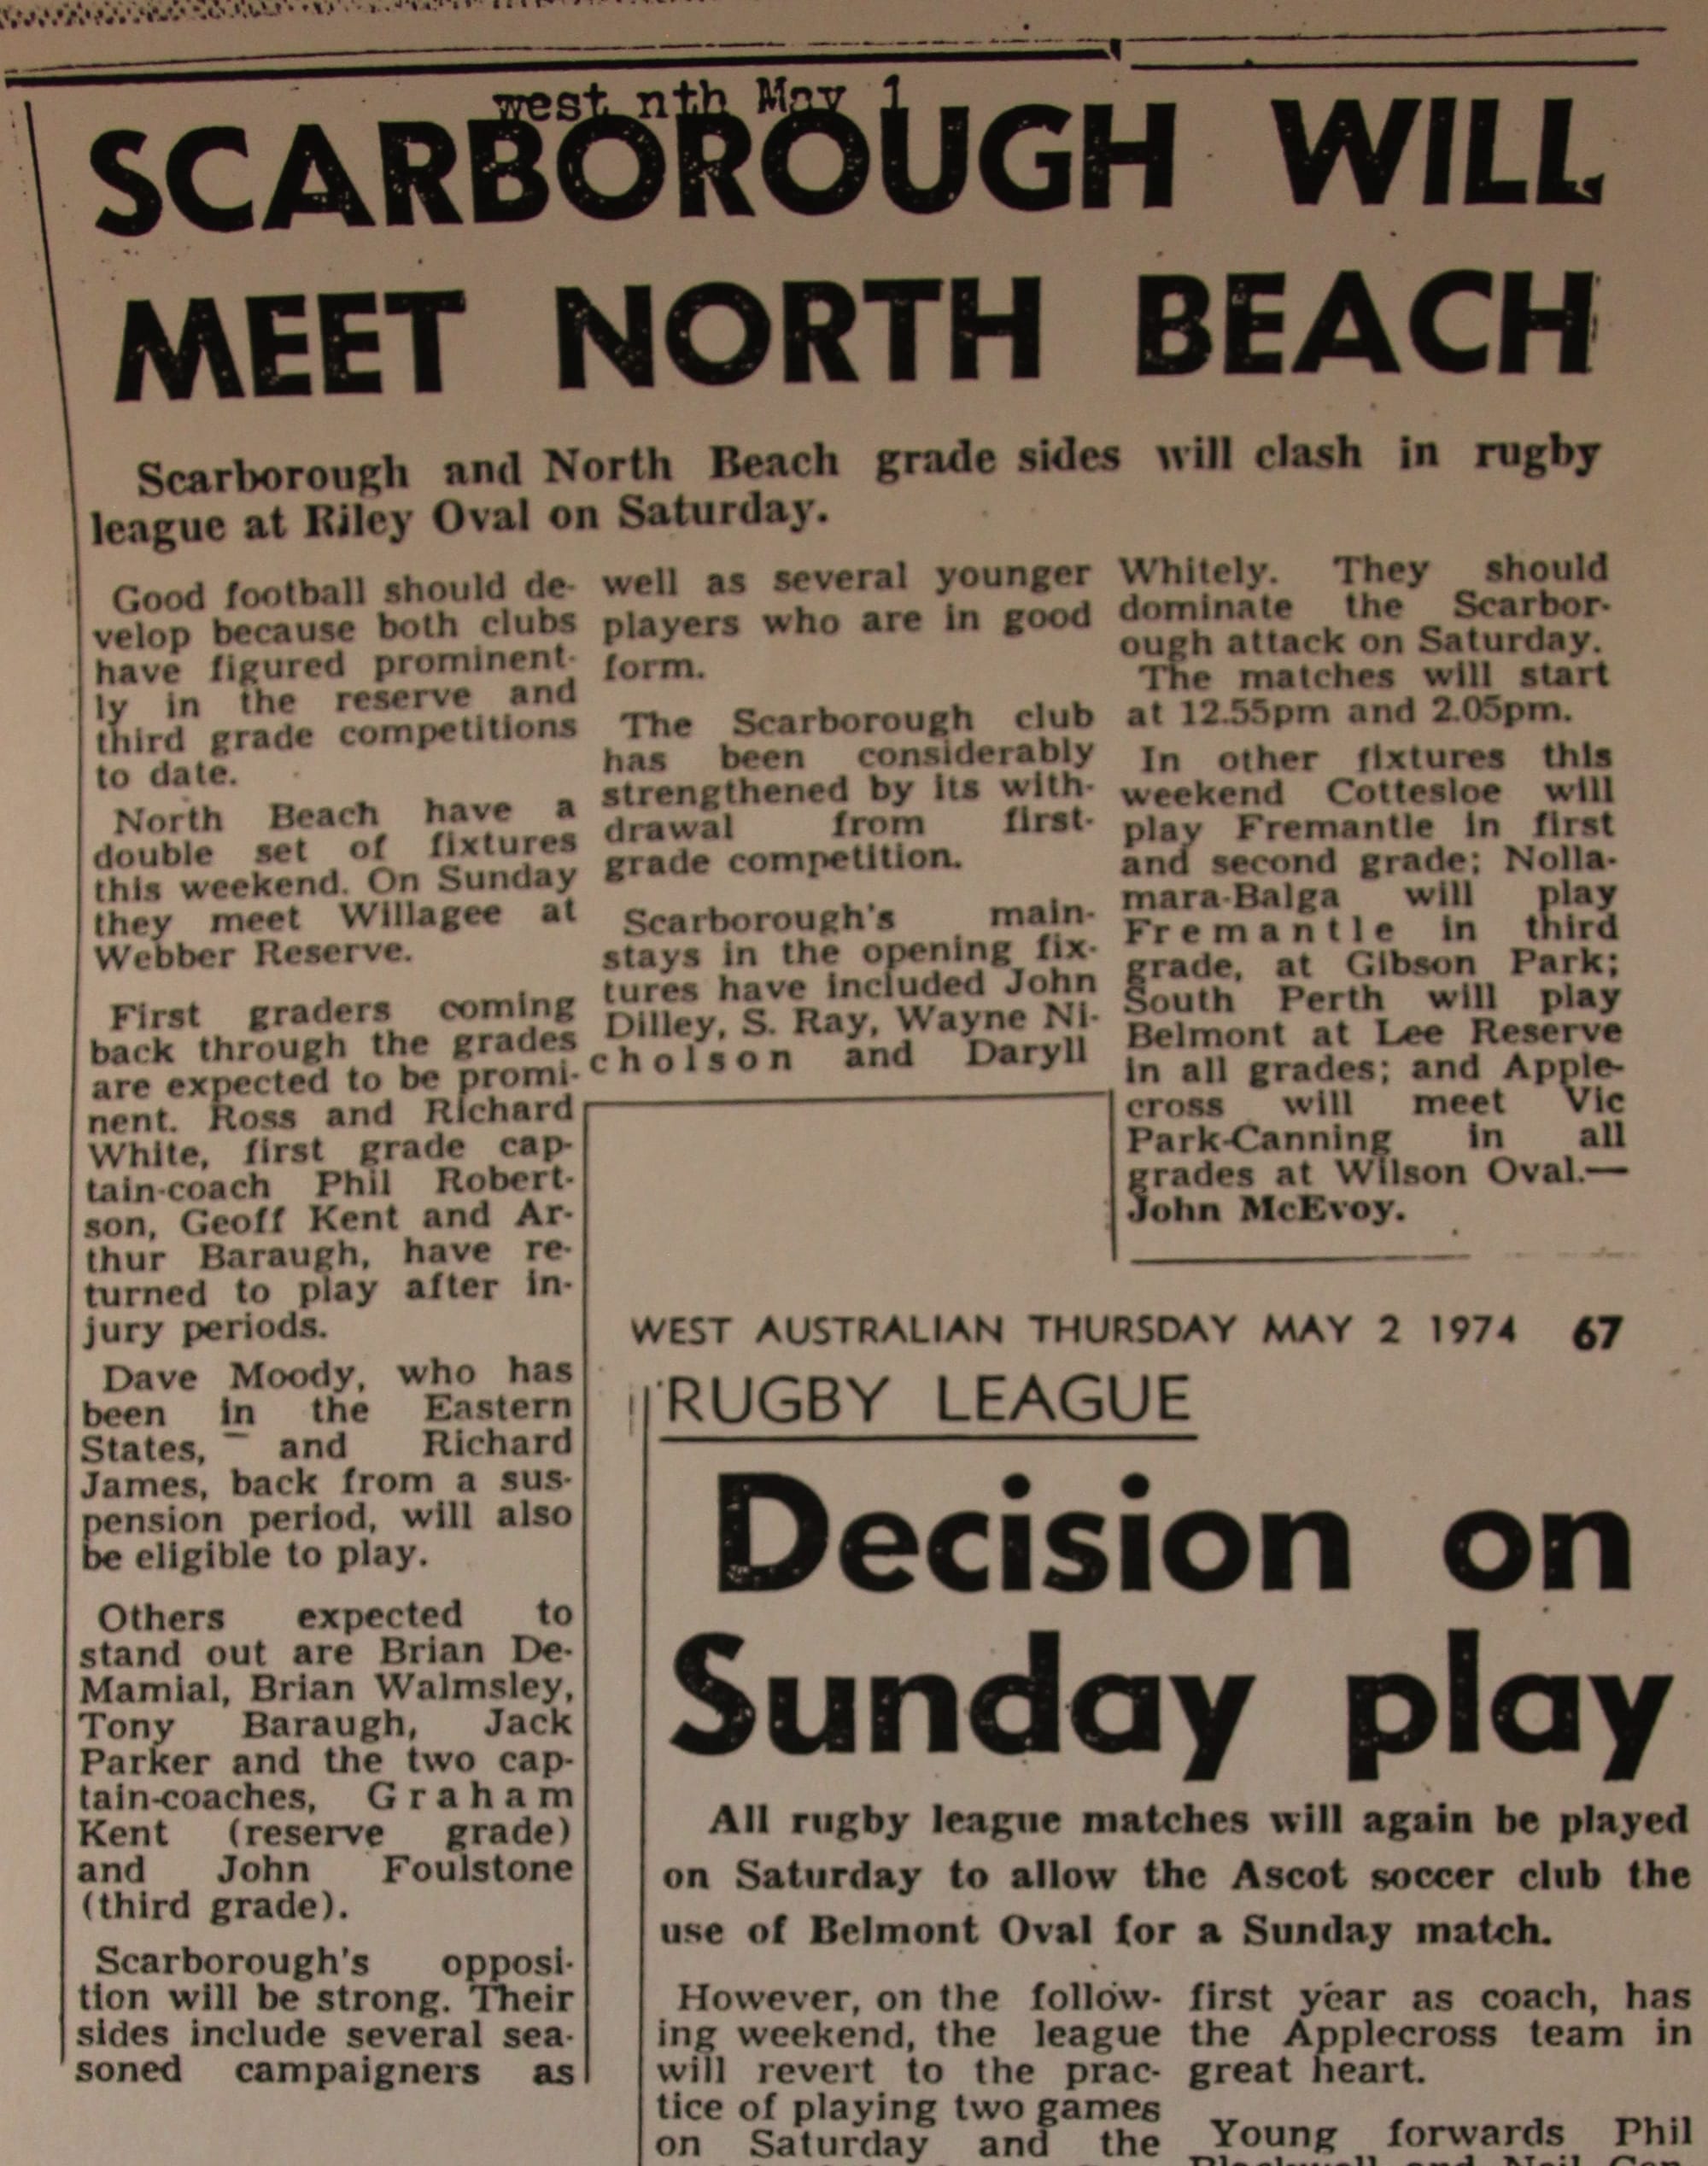 west nth May 1
SCARBOROUGH WILL
MEET NORTH BEACH
Scarborough and North Beach grade sides will clash in rugby
league at Riley Oval on Saturday.
Good football should de-
velop because both clubs
have figured prominent-
ly in the reserve and
third grade competitions
to date.
North Beach have a
double set of fixtures
this weekend. On Sunday
they meet Willagee at
Webber Reserve.
First graders coming
back through the grades
are expected to be promi-
nent. Ross and Richard
White, first grade cap-
tain-coach Phil Robert-
son, Geoff Kent and Ar-
thur Baraugh, have re-
turned to play after in-
jury periods.
Dave Moody, who has
been in the Eastern
States, and Richard
James, back from a sus-
pension period, will also
be eligible to play.
Others expected to
stand out are Brian De-
Mamial, Brian Walmsley,
Tony Baraugh, Jack
Parker and the two cap-
tain-coaches, Graham
Kent (reserve grade)
and John Foulstone
(third grade).
Scarborough's opposi-
tion will be strong. Their
sides include several sea-
soned campaigners as
well as several younger
players who are in good
form.
The Scarborough club
has been considerably
strengthened by its with-
drawal from first-
grade competition.
Scarborough's main-
stays in the opening fix-
tures have included John
Dilley, S. Ray, Wayne Ni-
cholson and Daryll
Whitely. They should
dominate the Scarbor-
ough attack on Saturday.
The matches will start
at 12.55pm and 2.05pm.
In other fixtures this
weekend Cottesloe will
play Fremantle in first
and second grade; Nolla-
mara-Balga will play
Fremantle in third
grade, at Gibson Park;
South Perth will play
Belmont at Lee Reserve
in all grades; and Apple-
cross will meet Vic
Park-Canning in all
grades at Wilson Oval.—
John McEvoy.
WEST AUSTRALIAN THURSDAY MAY 2 1974 67
RUGBY LEAGUE
Decision on
Sunday play
All rugby league matches will again be played
on Saturday to allow the Ascot soccer club the
use of Belmont Oval for a Sunday match.
However, on the follow-
ing weekend, the league
will revert to the prac-
tice of playing two games
on Saturday and the
first year as coach, has
the Applecross team in
great heart.
Young forwards Phil